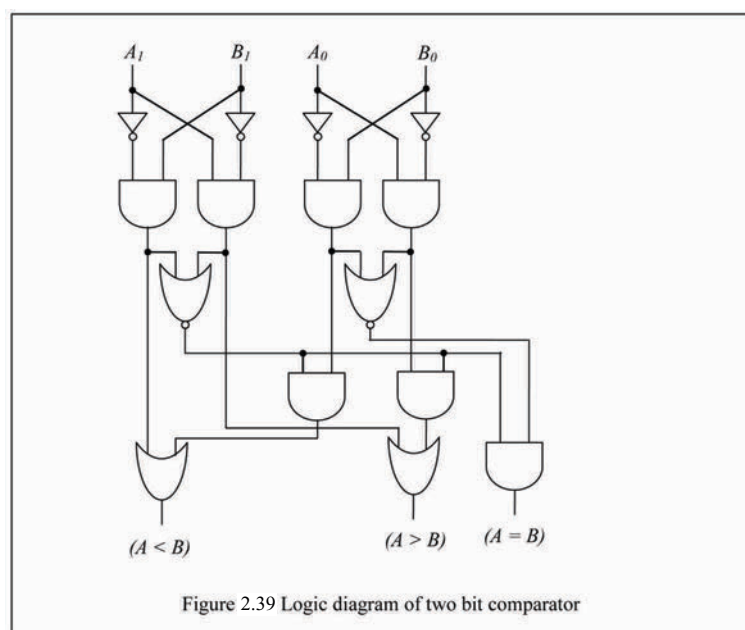 A1 B1 A0 B0
(A < B) (A > B) (A = B)
Figure 2.39 Logic diagram of two bit comparator